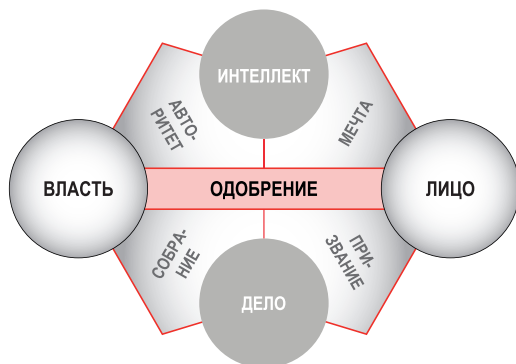 ИНТЕЛЛЕКТ
АВТО-
РИТЕТ
МЕЧТА
ВЛАСТЬ
ОДОБРЕНИЕ
ЛИЦО
СОБРА-
НИЕ
ПРИ-
ЗВАНИЕ
ДЕЛО